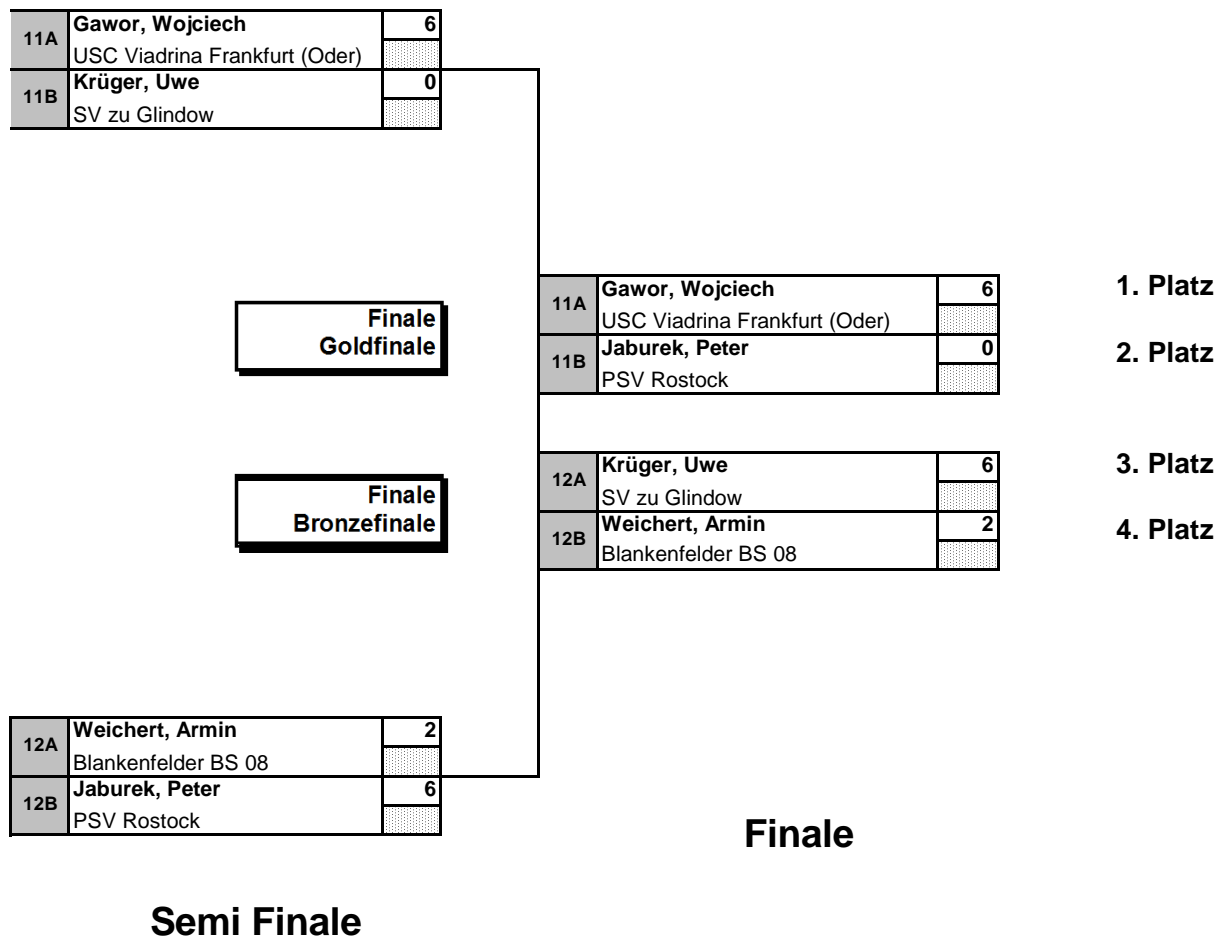 11A
Gawor, Wojciech 6
USC Viadrina Frankfurt (Oder)
11B
Krüger, Uwe 0
SV zu Glindow
Finale
Goldfinale
11A
Gawor, Wojciech 6
USC Viadrina Frankfurt (Oder)
11B
Jaburek, Peter 0
PSV Rostock
1. Platz
2. Platz
Finale
Bronzefinale
12A
Krüger, Uwe 6
SV zu Glindow
12B
Weichert, Armin 2
Blankenfelder BS 08
3. Platz
4. Platz
12A
Weichert, Armin 2
Blankenfelder BS 08
12B
Jaburek, Peter 6
PSV Rostock
Finale
Semi Finale